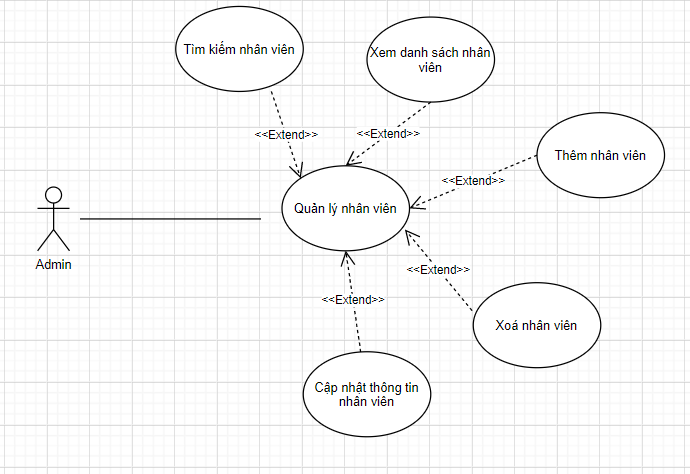 Tìm kiếm nhân viên
Xem danh sách nhân
viên
<<Extend>>
<<Extend>>
Thêm nhân viên
<<Extend>>
Quản lý nhân viên
Admin
<<Extend>>
<<Extend>>
Xoá nhân viên
Cập nhật thông tin
nhân viên